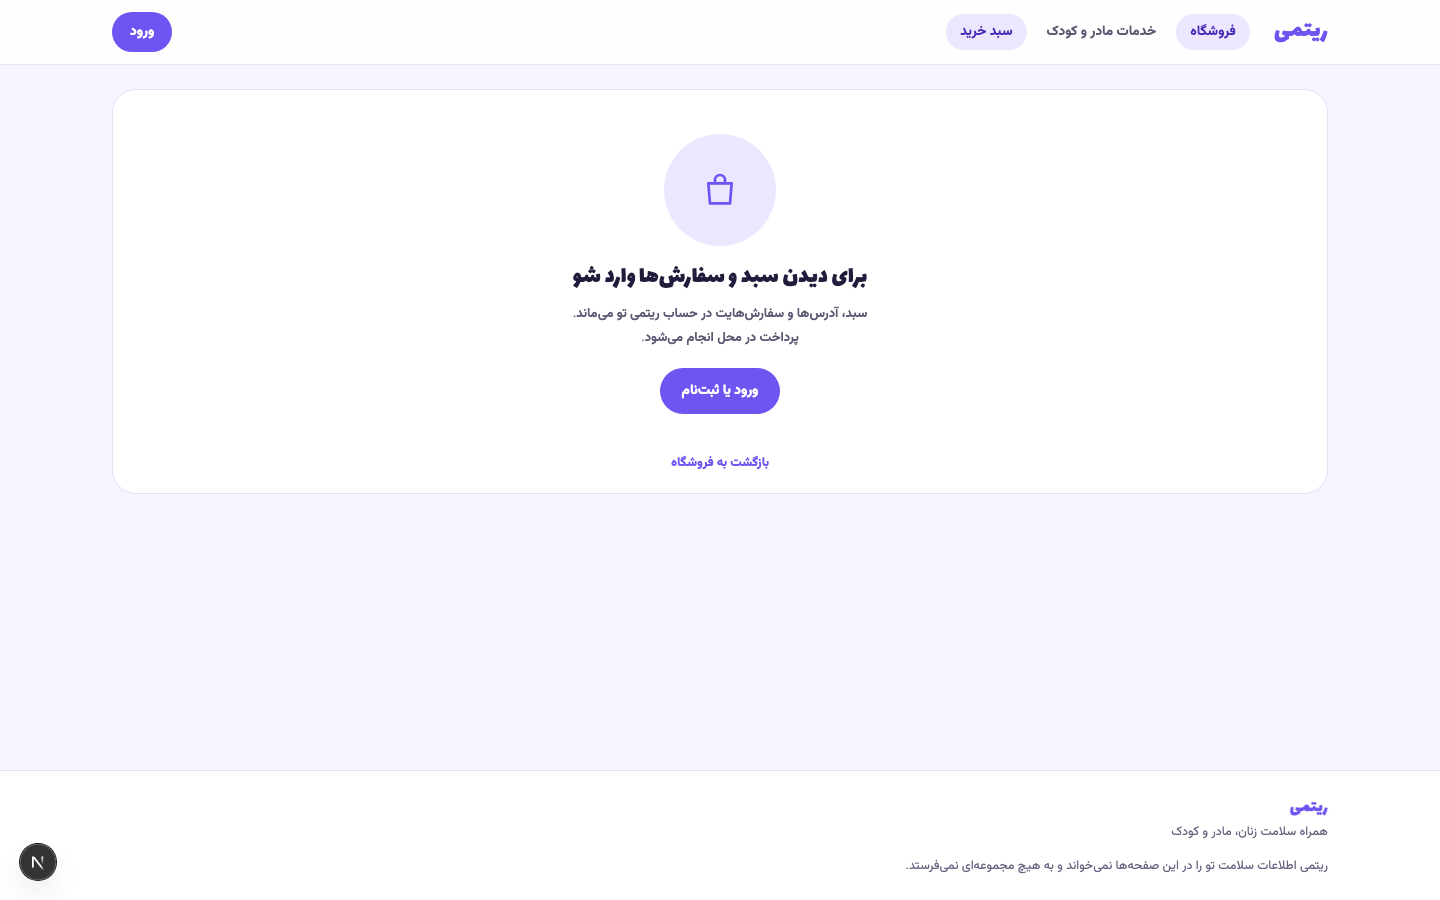 ریتمی
فروشگاه
خدمات مادر و کودک
سبد خرید
ورود
برای دیدن سبد و سفارش‌ها وارد شو
سبد، آدرس‌ها و سفارش‌هایت در حساب ریتمی تو می‌ماند.
پرداخت در محل انجام می‌شود.
ورود یا ثبت‌نام
بازگشت به فروشگاه
ریتمی
همراه سلامت زنان، مادر و کودک
ریتمی اطلاعات سلامت تو را در این صفحه‌ها نمی‌خواند و به هیچ مجموعه‌ای نمی‌فرستد.
N